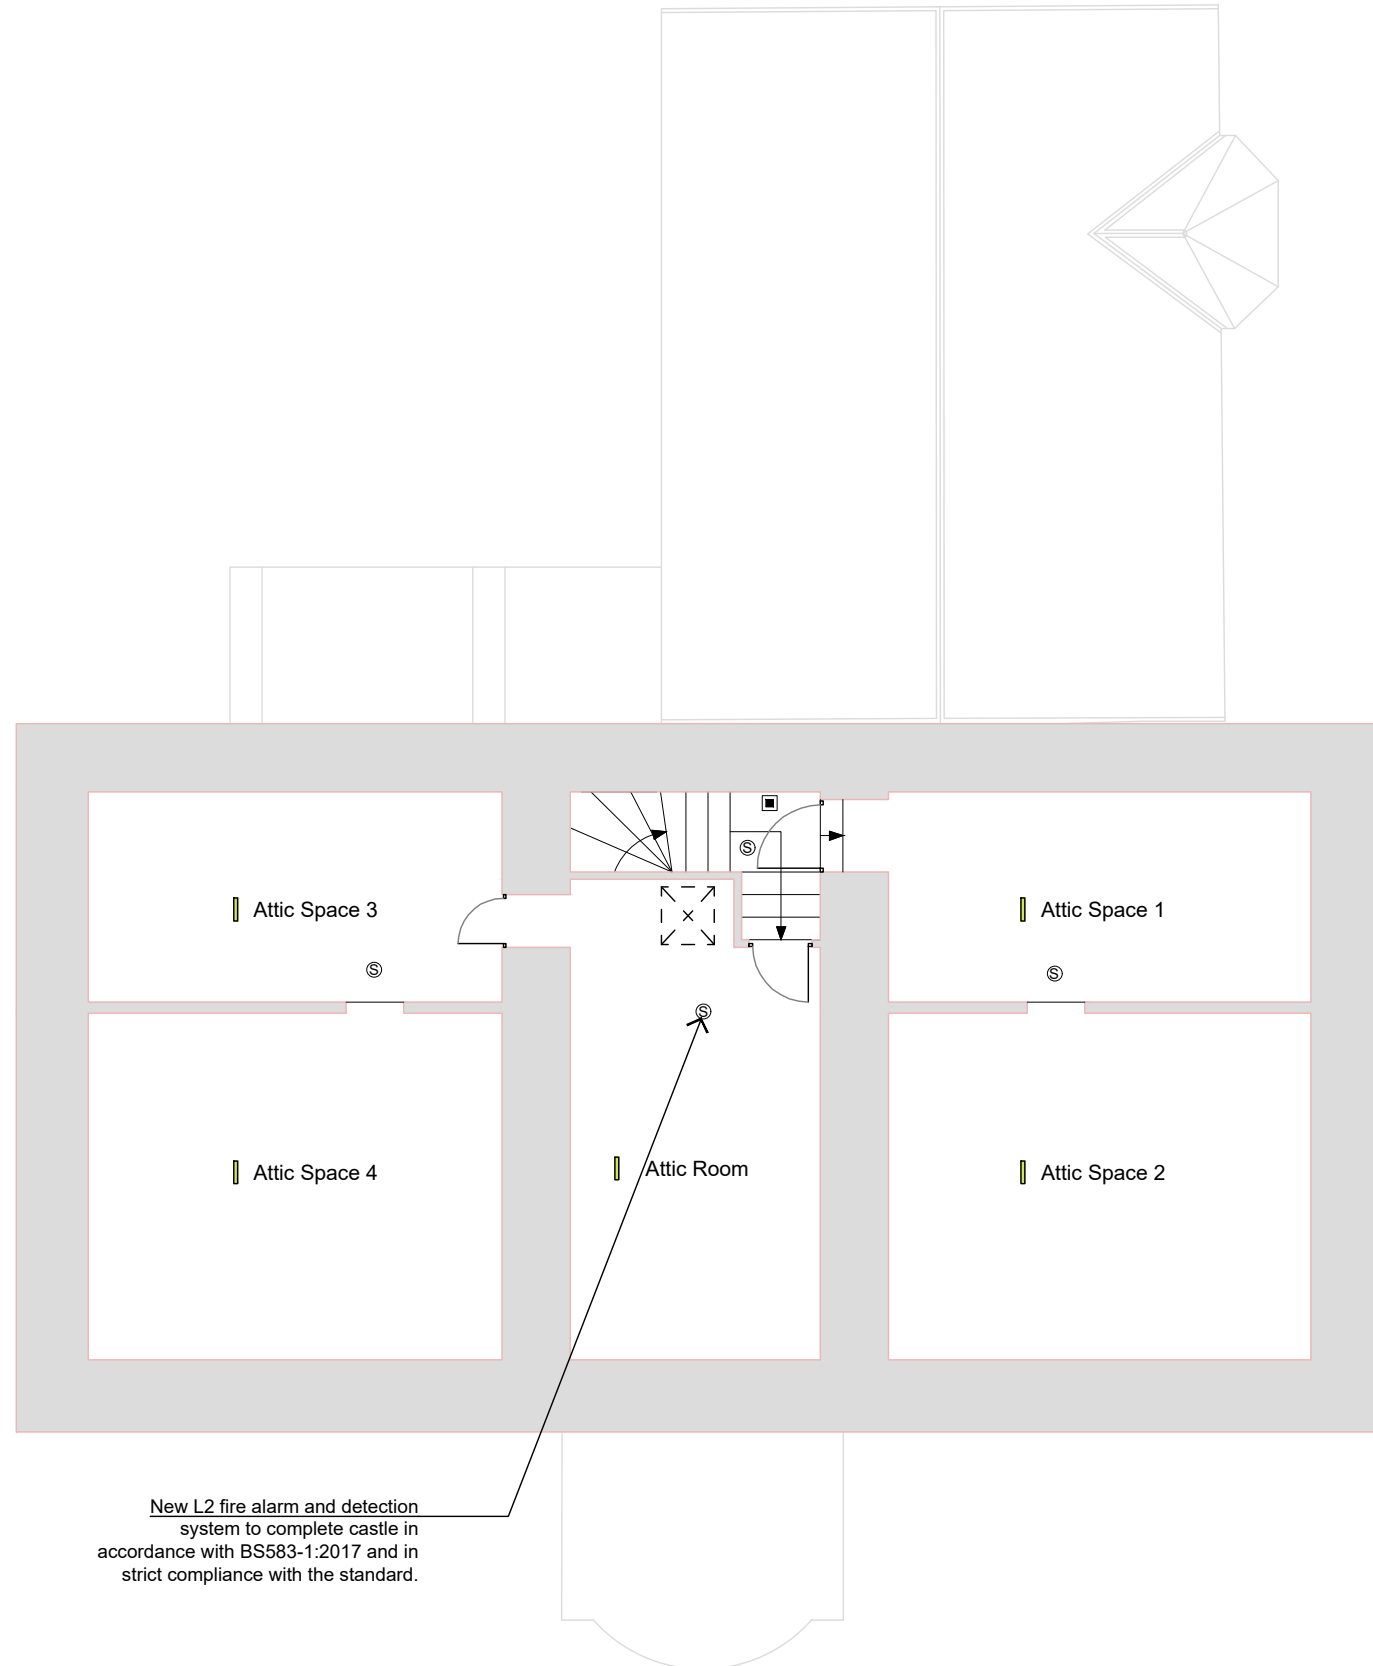 S
Attic Space 3
Attic Space 1
S
S
S
Attic Space 4
Attic Room
Attic Space 2
New L2 fire alarm and detection
system to complete castle in
accordance with BS583-1:2017 and in
strict compliance with the standard.